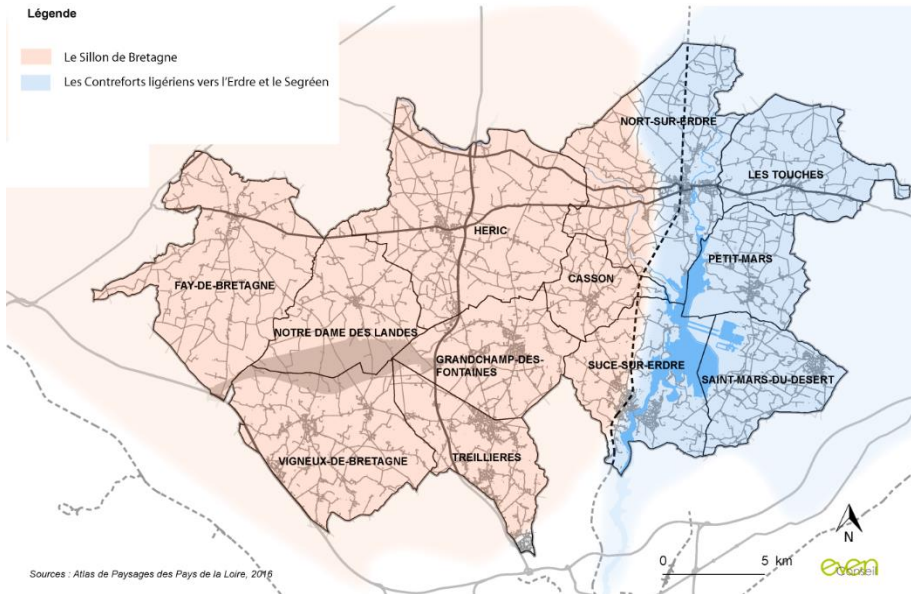 Légende
Le Sillon de Bretagne
Les Contreforts ligériens vers l'Erdre et le Segréen
NORT-SUR-ERDRE
LES TOUCHES
HERIC
PETIT-MARS
CASSON
FAY-DE-BRETAGNE
NOTRE DAME DES LANDES
GRANDCHAMP-DES-
FONTAINES
SUCE-SUR-ERDRE
SAINT-MARS-DU-DESERT
VIGNEUX-DE-BRETAGNE
TREILLIERES
N
0 5 km
Sources : Atlas de Paysages des Pays de la Loire, 2016
even
Conseil